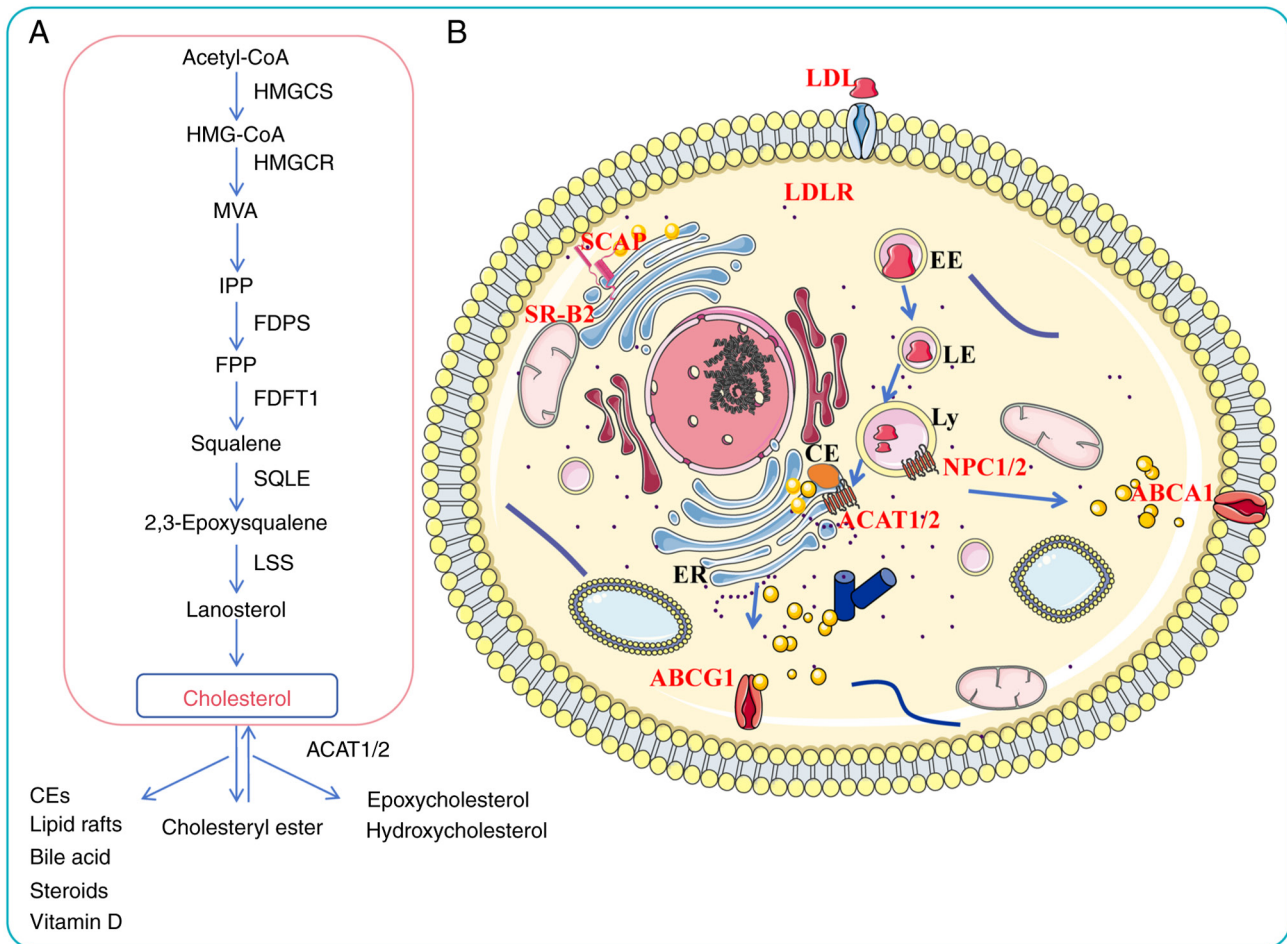 A
Acetyl-CoA
HMGCS
HMG-CoA
HMGCR
MVA
IPP
FDPS
FPP
FDFT1
Squalene
SQLE
2,3-Epoxysqualene
LSS
Lanosterol
Cholesterol
ACAT1/2
CEs
Lipid rafts
Bile acid
Steroids
Vitamin D
Cholesteryl ester
Epoxycholesterol
Hydroxycholesterol
B
LDL
LDLR
SCAP
SR-B2
EE
LE
Ly
CE
NPC1/2
ABCA1
ACAT1/2
ER
ABCG1